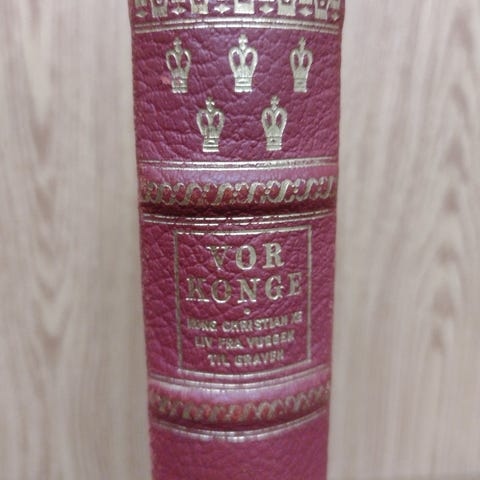 VOR
KONGE
KONG CHRISTIAN X's
LIV FRA VUGGEN
TIL GRAVEN